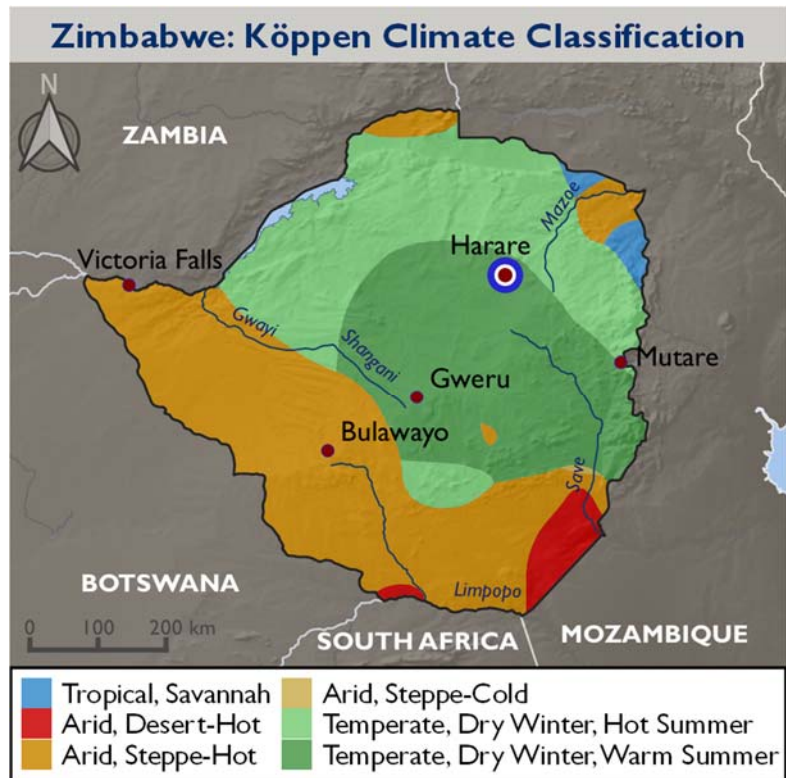 Zimbabwe: Köppen Climate Classification
N
ZAMBIA
Mazoe
Harare
Victoria Falls
Gwayi
Shangani
Mutare
Gweru
Bulawayo
Save
BOTSWANA
Limpopo
0 100 200 km
SOUTH AFRICA
MOZAMBIQUE
Tropical, Savannah
Arid, Desert-Hot
Arid, Steppe-Hot
Arid, Steppe-Cold
Temperate, Dry Winter, Hot Summer
Temperate, Dry Winter, Warm Summer